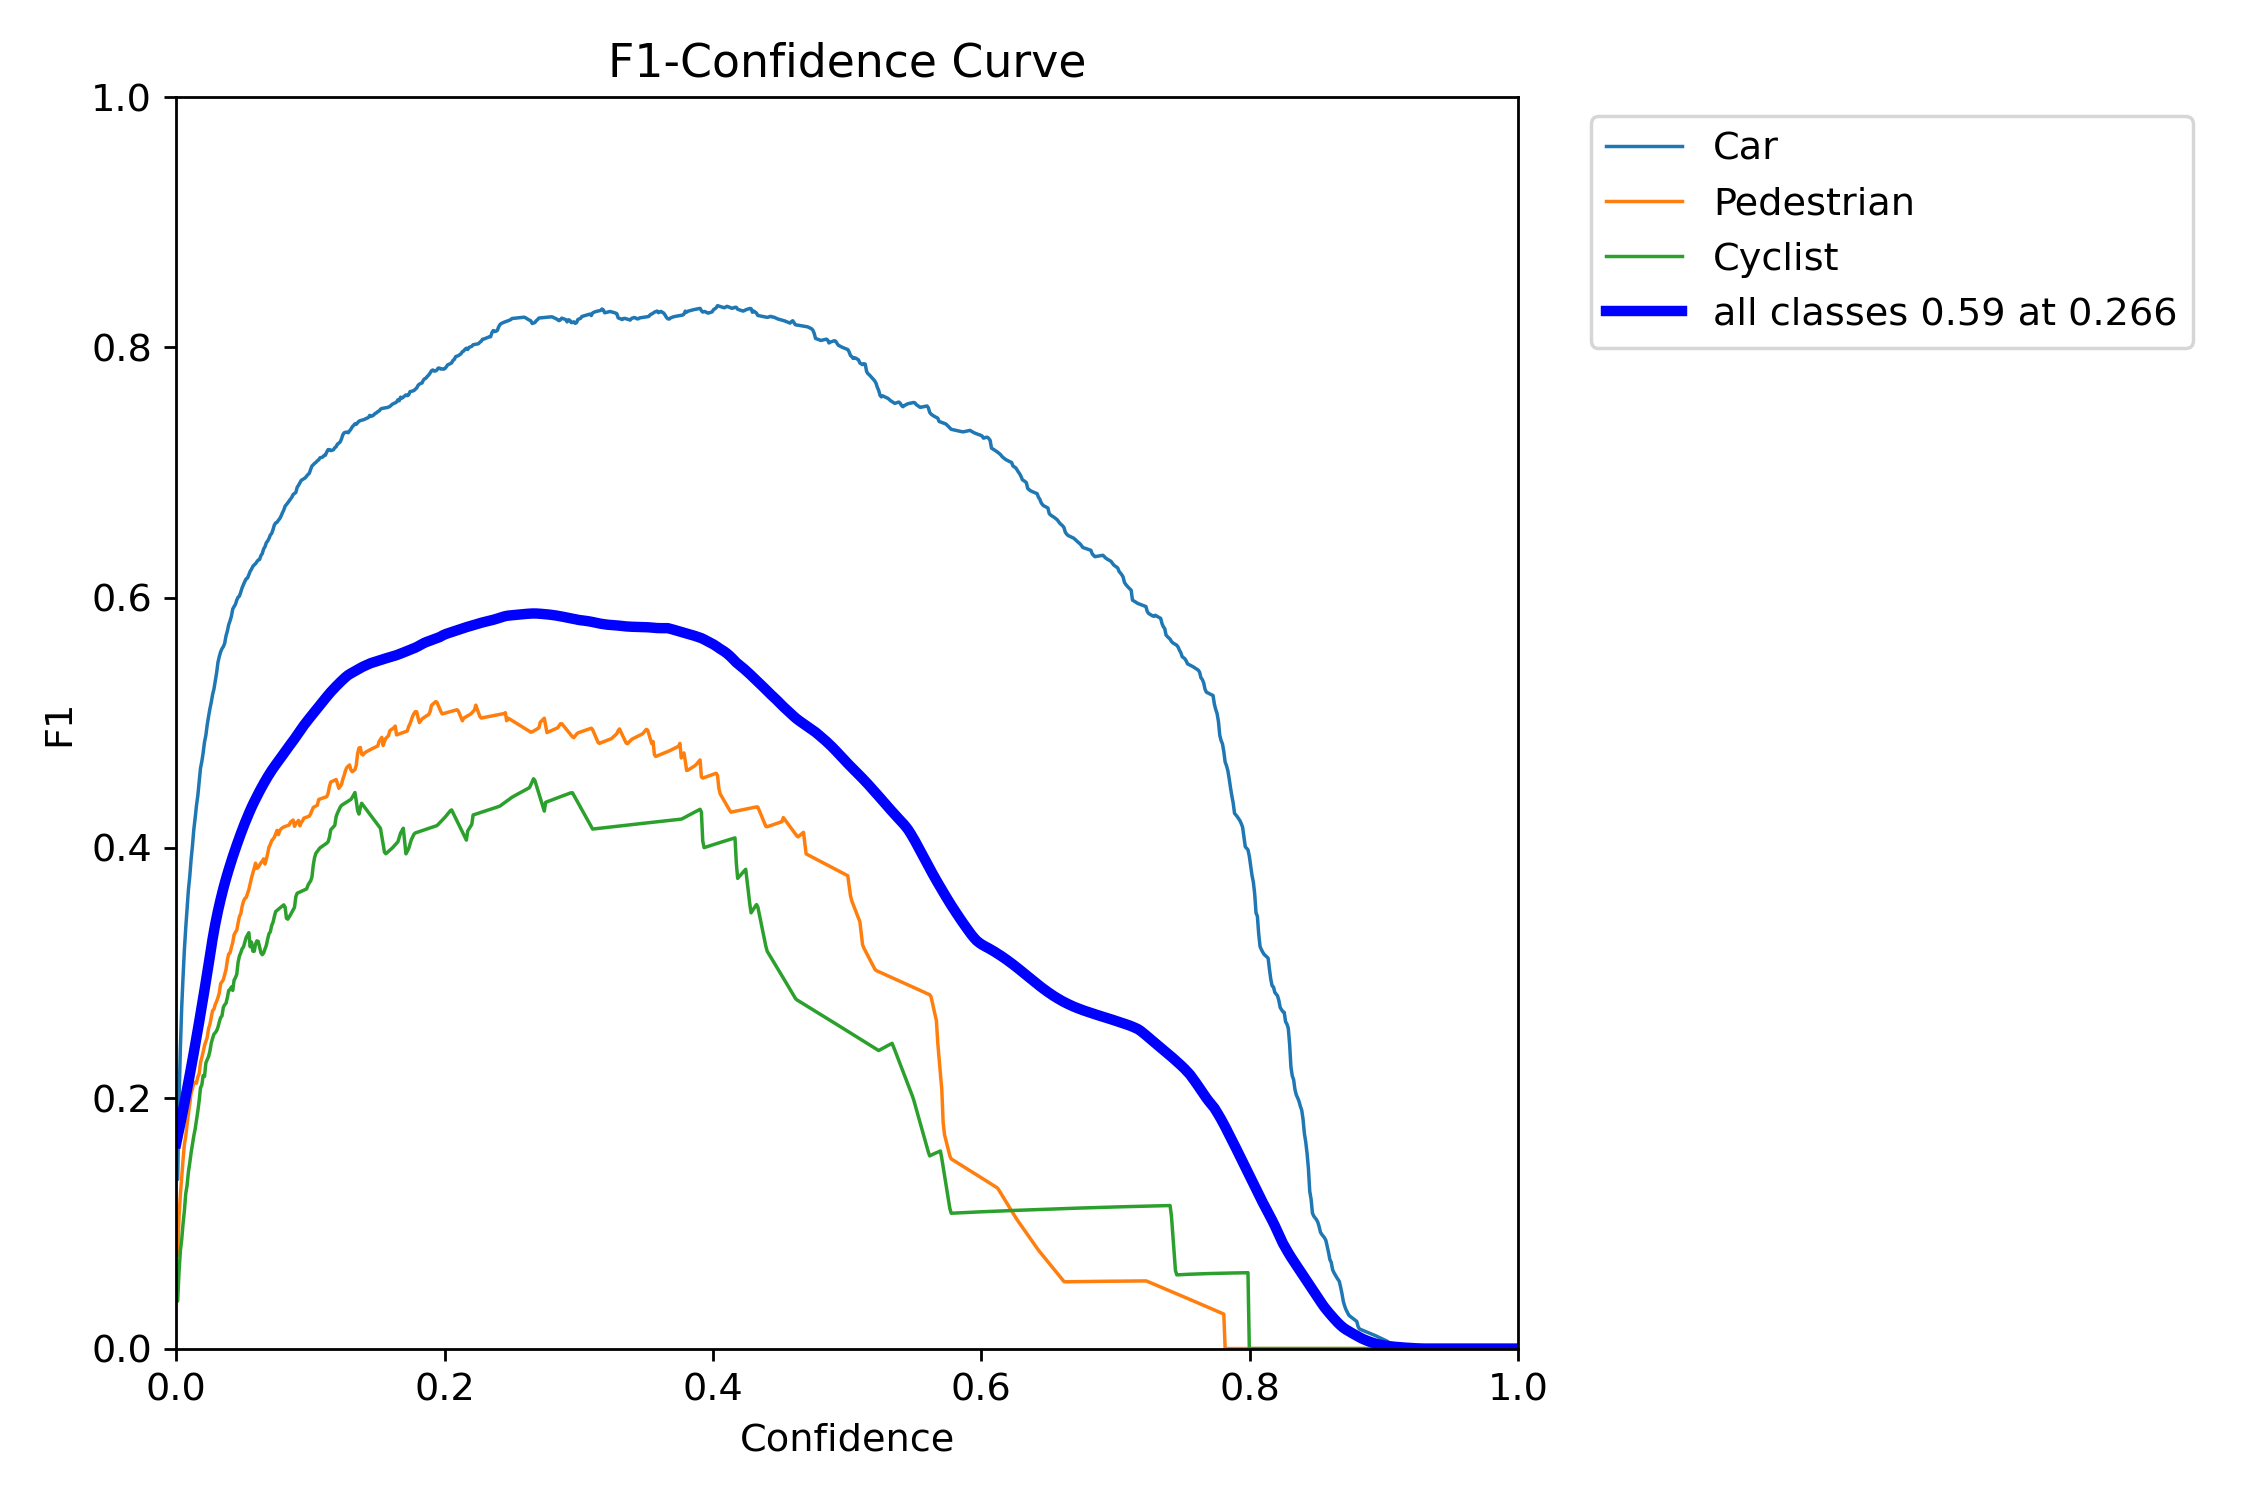 F1-Confidence Curve
1.0
0.8
0.6
0.4
0.2
0.0
F1
0.0 0.2 0.4 0.6 0.8 1.0
Confidence
Car
Pedestrian
Cyclist
all classes 0.59 at 0.266